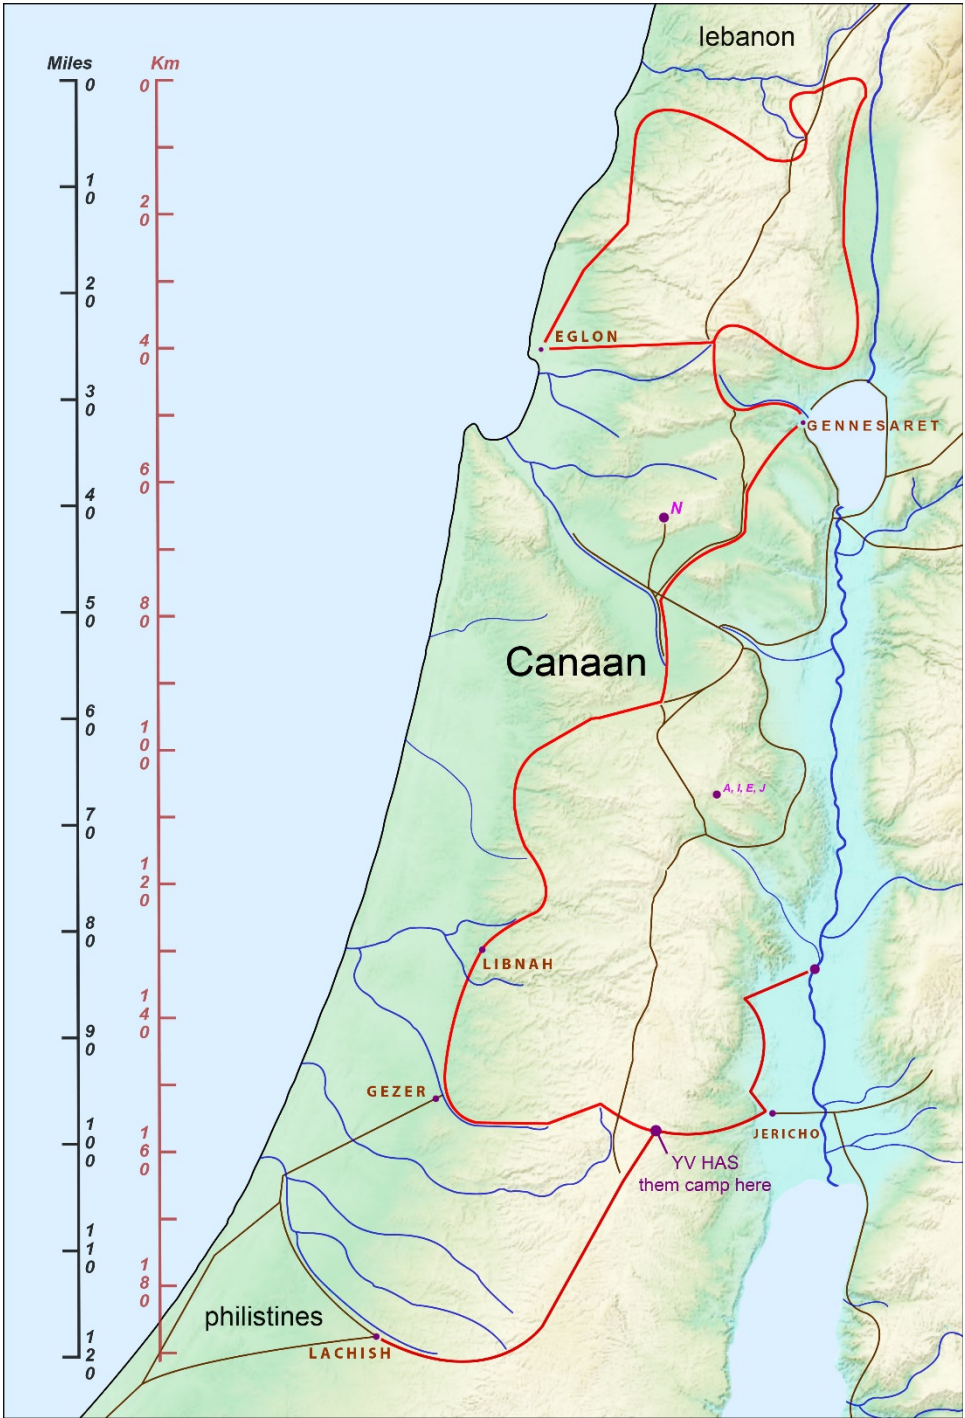 lebanon
Miles
Km
0
0
10
20
20
EGLON
40
30
GENNESARET
60
40
N
50
80
Canaan
60
100
A, I, E, J
70
120
80
LIBNAH
140
90
GEZER
100
160
JERICHO
YV HAS
them camp here
110
180
philistines
120
LACHISH